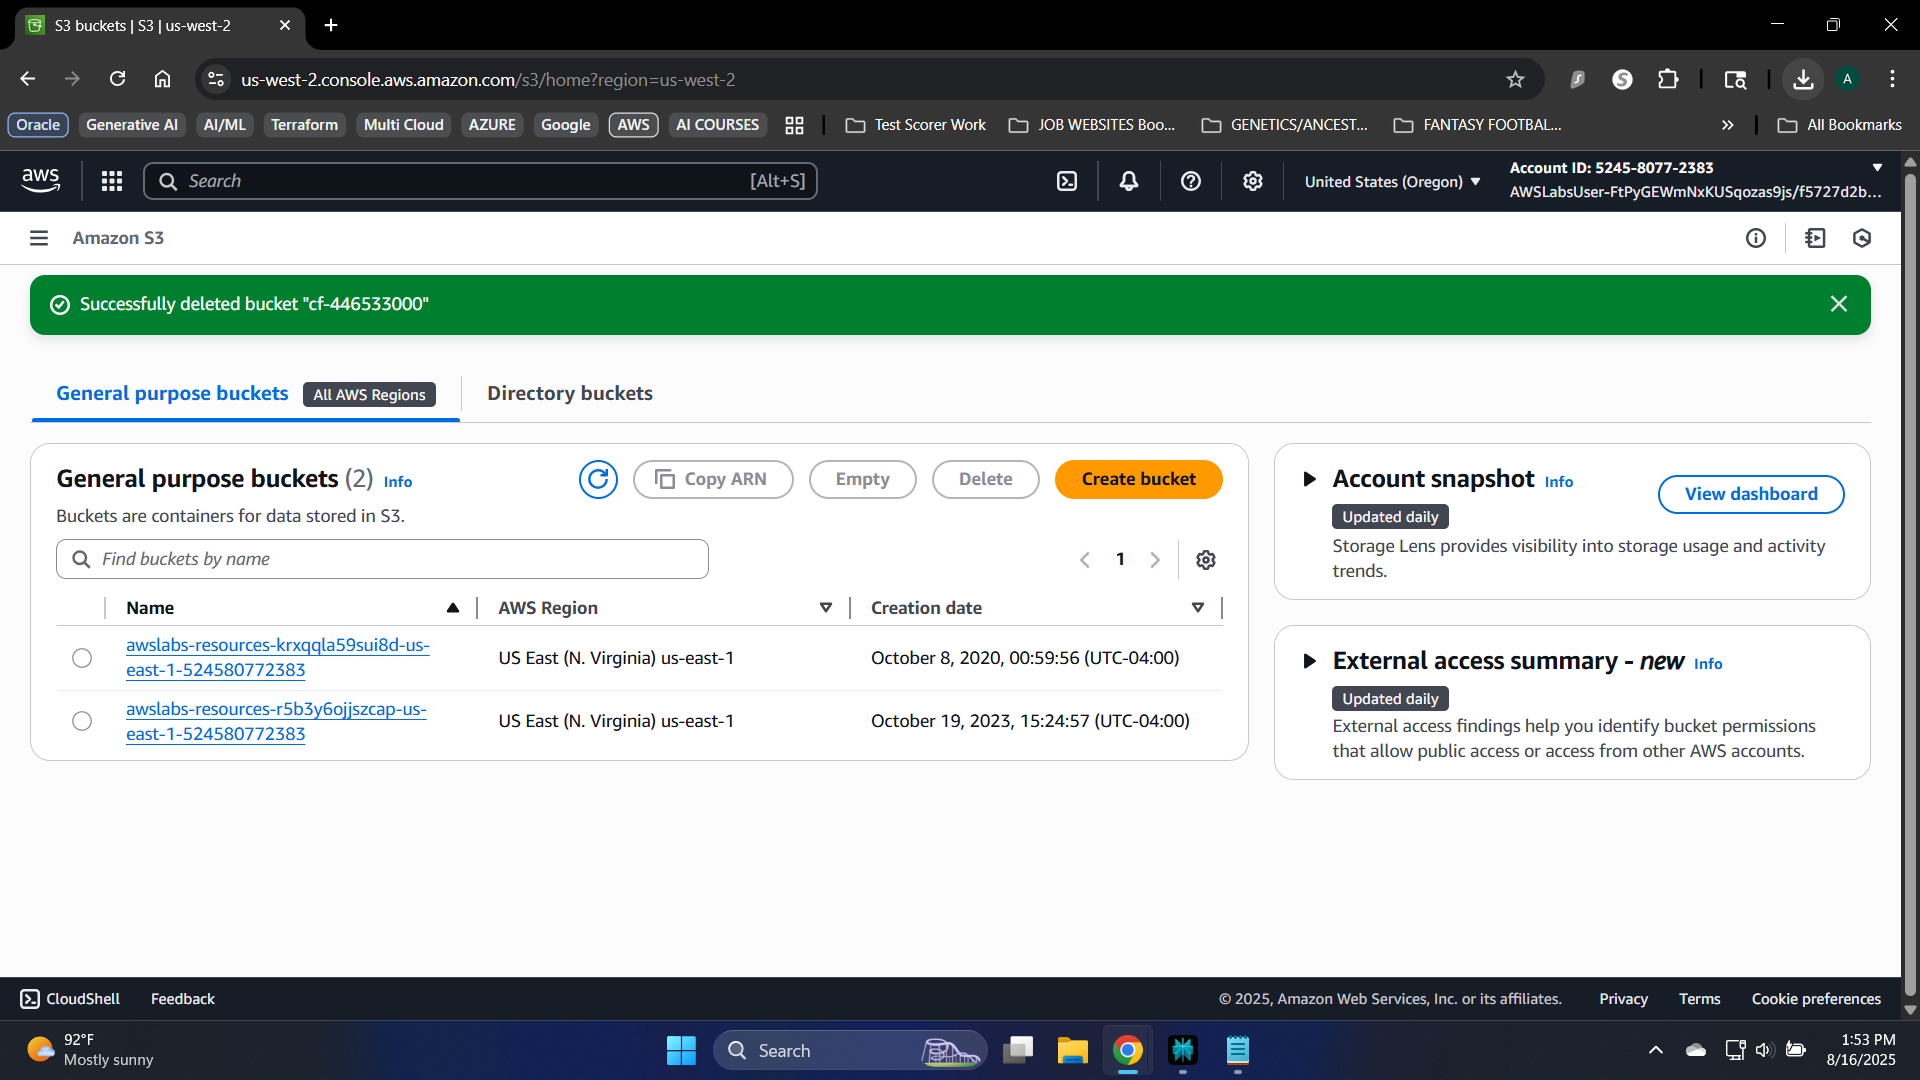 S3 buckets | S3 | us-west-2
us-west-2.console.aws.amazon.com/s3/home?region=us-west-2
A
Oracle
Generative AI
AI/ML
Terraform
Multi Cloud
AZURE
Google
AWS
AI COURSES
Test Scorer Work
JOB WEBSITES Boo...
GENETICS/ANCEST...
FANTASY FOOTBAL...
All Bookmarks
aws
Search
[Alt+S]
United States (Oregon)
Account ID: 5245-8077-2383
AWSLabsUser-FtPyGEWmNxKUSqozas9js/f5727d2b...
Amazon S3
Successfully deleted bucket "cf-446533000"
General purpose buckets
All AWS Regions
Directory buckets
General purpose buckets (2) Info
Copy ARN
Empty
Delete
Create bucket
Buckets are containers for data stored in S3.
Find buckets by name
1
Name
AWS Region
Creation date
awslabs-resources-krxqqla59sui8d-us-
east-1-524580772383
US East (N. Virginia) us-east-1
October 8, 2020, 00:59:56 (UTC-04:00)
awslabs-resources-r5b3y6ojjszcap-us-
east-1-524580772383
US East (N. Virginia) us-east-1
October 19, 2023, 15:24:57 (UTC-04:00)
Account snapshot Info
View dashboard
Updated daily
Storage Lens provides visibility into storage usage and activity
trends.
External access summary - new Info
Updated daily
External access findings help you identify bucket permissions
that allow public access or access from other AWS accounts.
CloudShell
Feedback
© 2025, Amazon Web Services, Inc. or its affiliates.
Privacy
Terms
Cookie preferences
92°F
Mostly sunny
Search
1:53 PM
8/16/2025